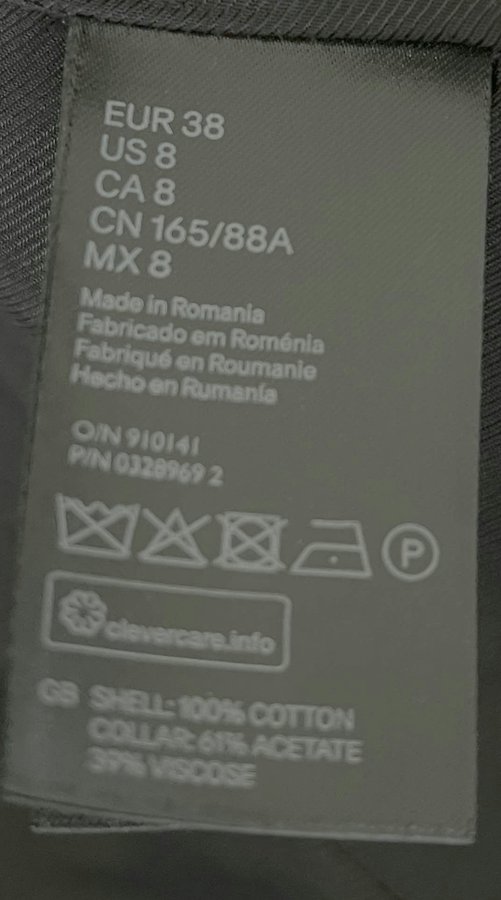 EUR 38
US 8
CA 8
CN 165/88A
MX 8
Made in Romania
Fabricado em Roménia
Fabriqué en Roumanie
Hecho en Rumanía
O/N 910141
P/N 0328969 2
P
clevercare.info
GB SHELL: 100% COTTON
COLLAR: 61% ACETATE
39% VISCOSE